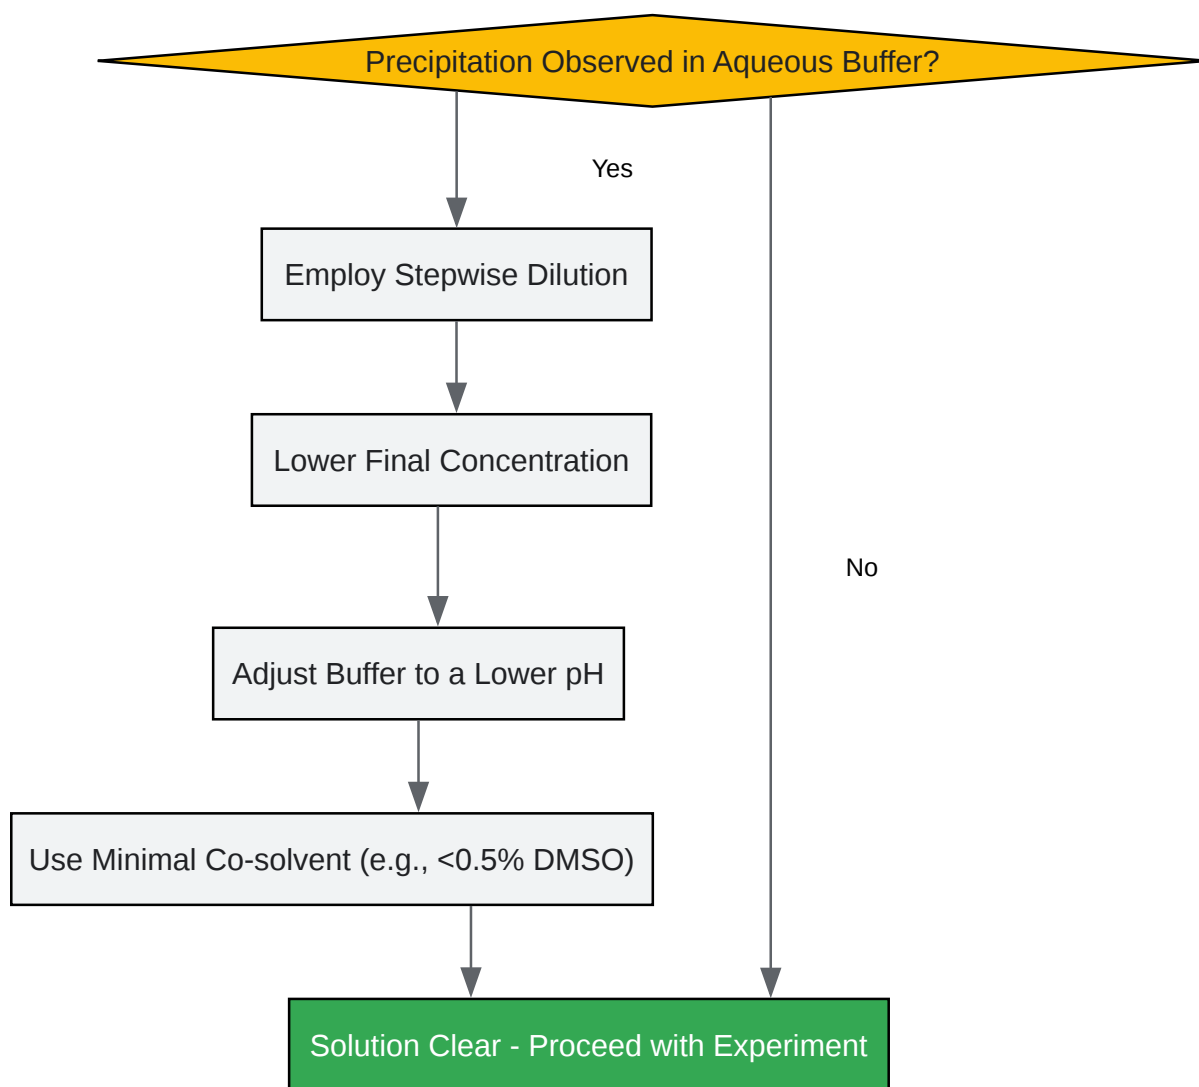 Precipitation Observed in Aqueous Buffer?
Yes
Employ Stepwise Dilution
Lower Final Concentration
No
Adjust Buffer to a Lower pH
Use Minimal Co-solvent (e.g., <0.5% DMSO)
Solution Clear - Proceed with Experiment